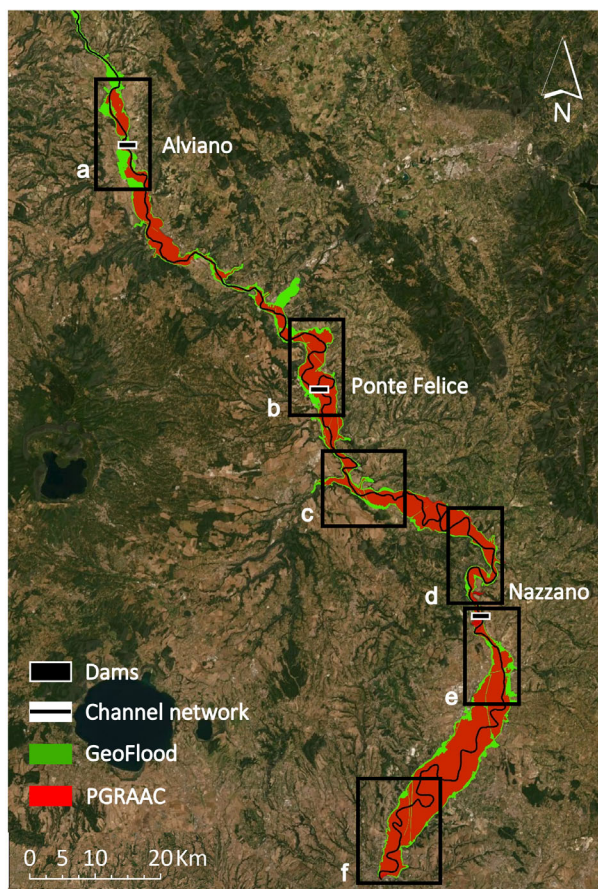 N
Alviano
a
Ponte Felice
b
c
d
Nazzano
e
Dams
Channel network
GeoFlood
PGRAAC
f
0 5 10 20 Km